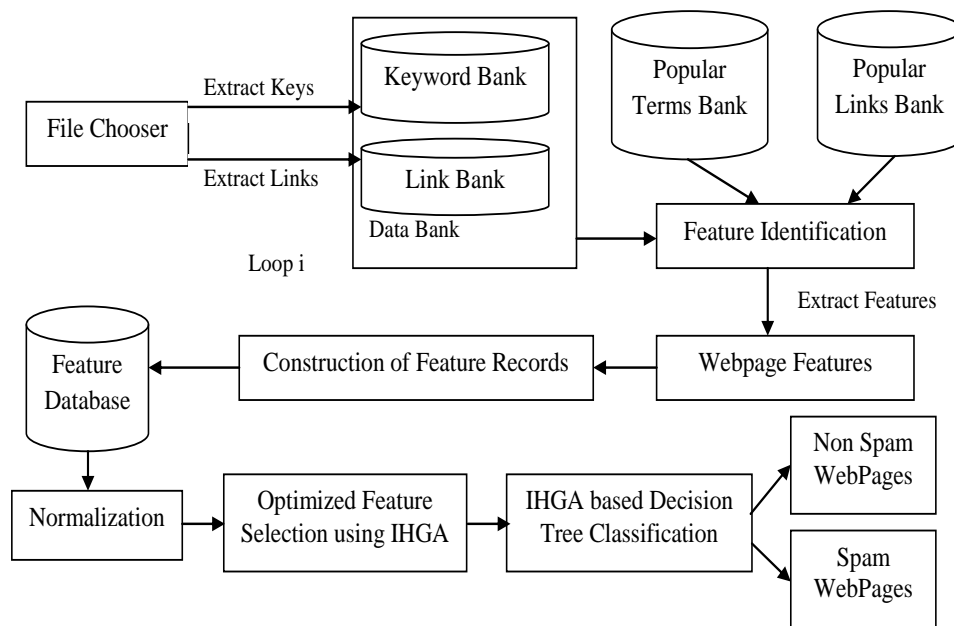 Extract Keys
Keyword Bank
Popular
Terms Bank
Popular
Links Bank
File Chooser
Extract Links
Link Bank
Data Bank
Feature Identification
Loop i
Extract Features
Feature
Database
Construction of Feature Records
Webpage Features
Non Spam
WebPages
Normalization
Optimized Feature
Selection using IHGA
IHGA based Decision
Tree Classification
Spam
WebPages